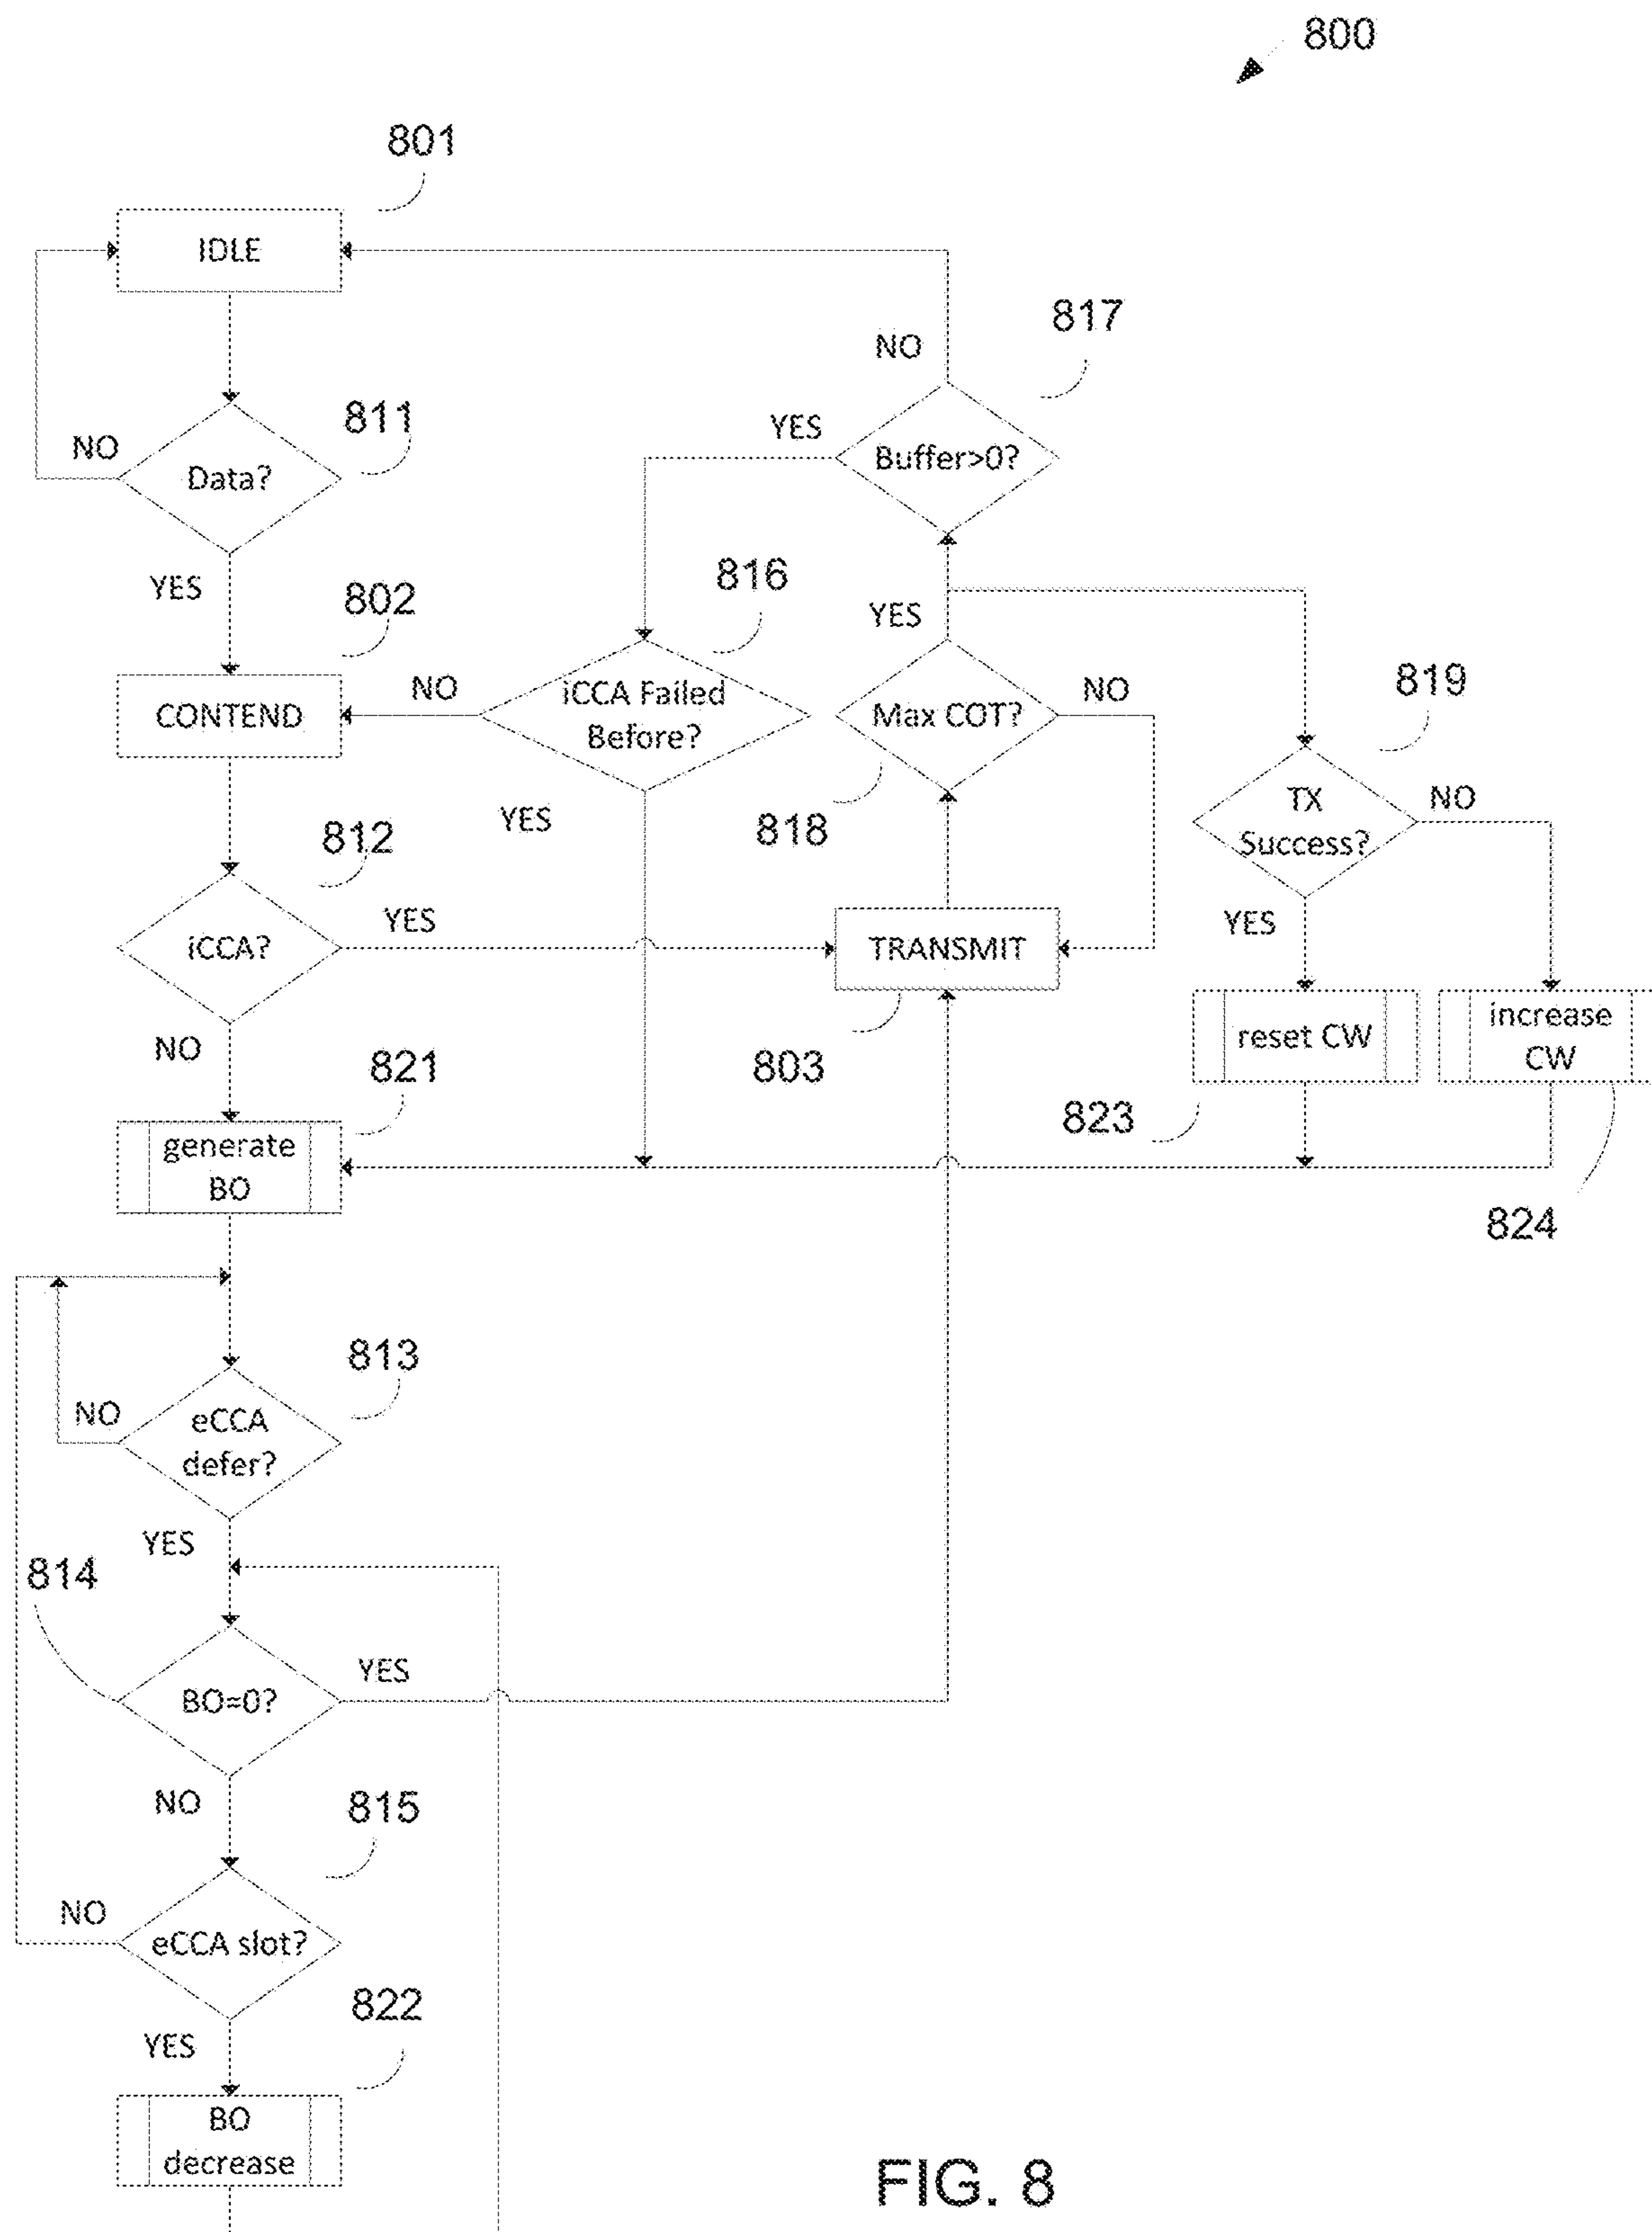 800
801
IDLE
817
NO
811
YES
Buffer>0?
NO
Data?
816
YES
802
YES
819
NO
iCCA Failed
Before?
NO
CONTEND
Max COT?
TX
Success?
NO
YES
818
812
YES
YES
iCCA?
TRANSMIT
reset CW
increase
CW
NO
821
803
823
generate
BO
824
813
NO
eCCA
defer?
YES
814
YES
BO=0?
NO
815
NO
eCCA slot?
822
YES
BO
decrease
FIG. 8